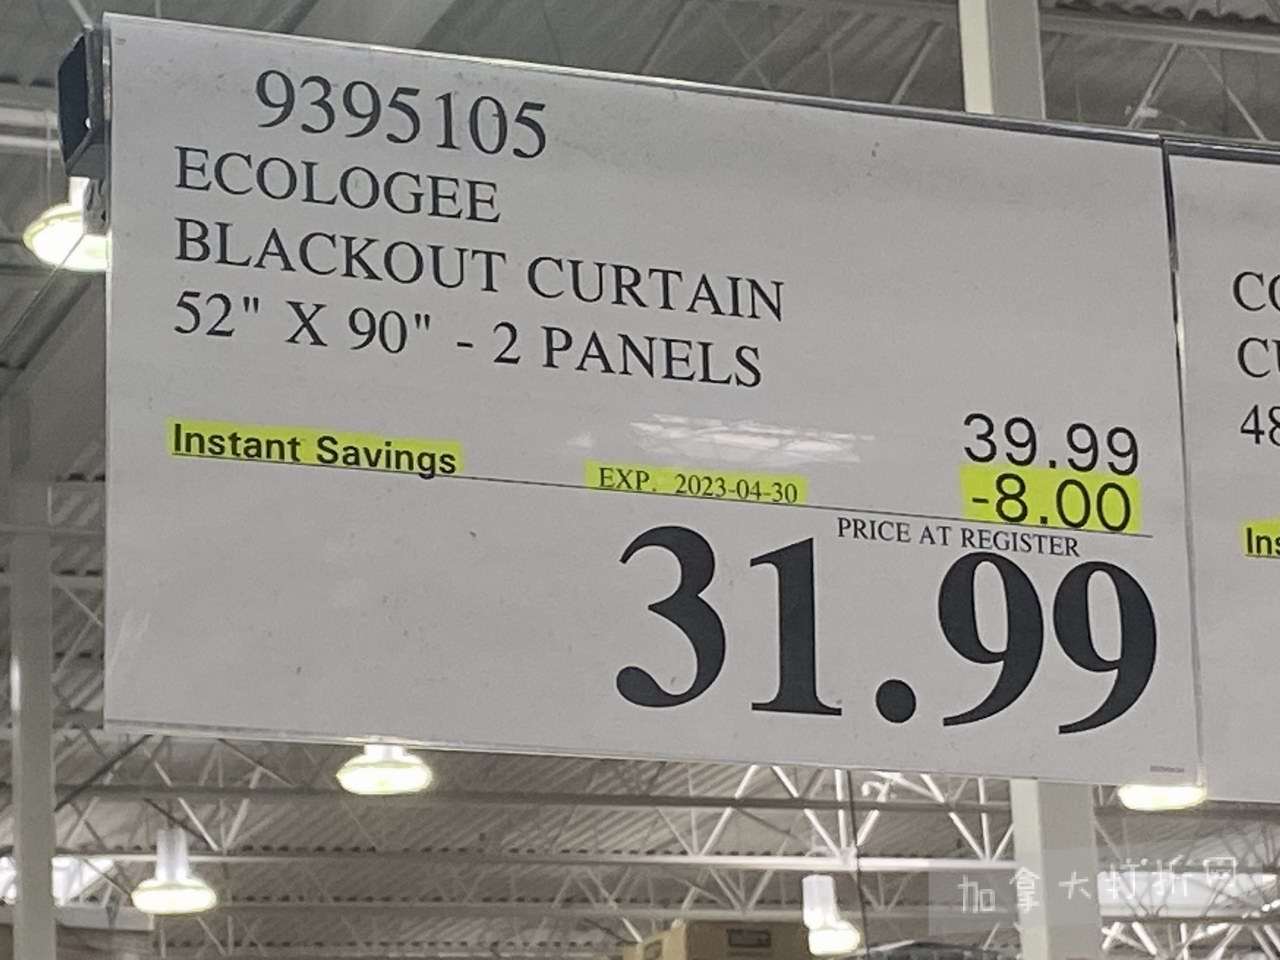 9395105
ECOLOGEE
BLACKOUT CURTAIN
52" X 90" - 2 PANELS
39.99
Instant Savings EXP. 2023-04-30 -8.00
PRICE AT REGISTER
31.99
CO
CU
48
Ins
加拿大打折网